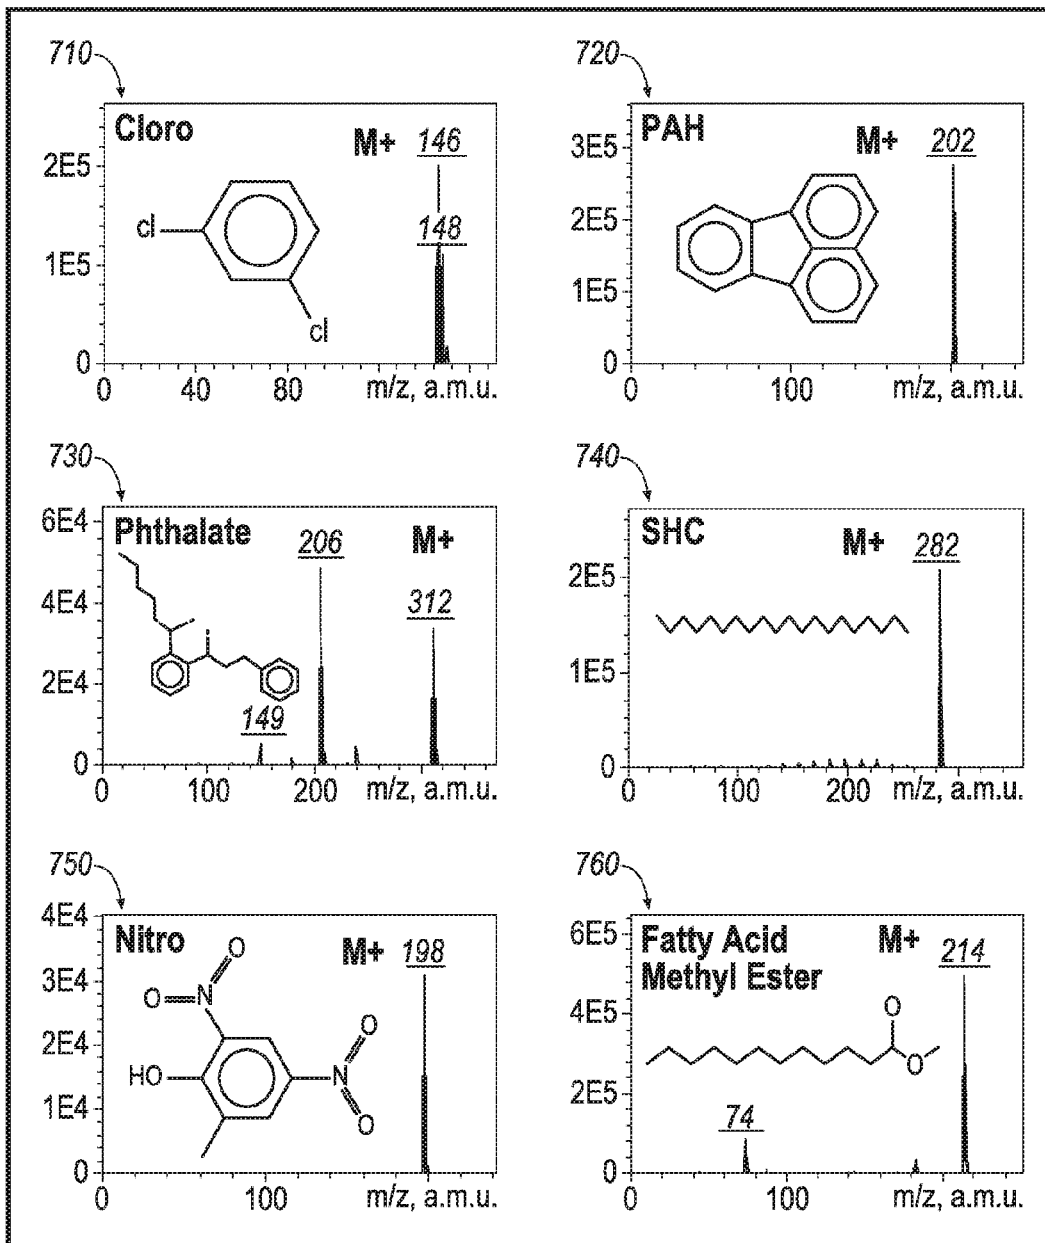 710
Cloro
M+ 146
148
2E5
1E5
0
cl
cl
0 40 80 m/z, a.m.u.
720
PAH
M+ 202
3E5
2E5
1E5
0
0 100 m/z, a.m.u.
730
Phthalate
206
M+
312
149
6E4
4E4
2E4
0
0 100 200 m/z, a.m.u.
740
SHC
M+ 282
2E5
1E5
0
0 100 200 m/z, a.m.u.
750
Nitro
M+ 198
4E4
3E4
2E4
1E4
0
O
O
N
HO
N
O
O
0 100 m/z, a.m.u.
760
Fatty Acid
Methyl Ester
M+ 214
74
6E5
5E5
2E5
2E5
0
O
O
0 100 m/z, a.m.u.